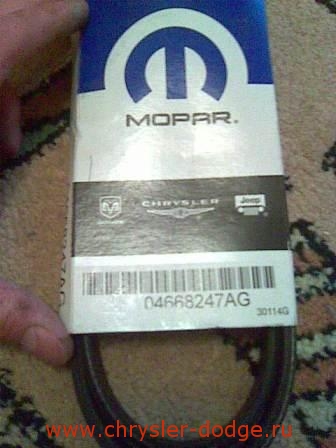 MOPAR®
CHRYSLER
Jeep
04668247AG
30114G
www.chrysler-dodge.ru